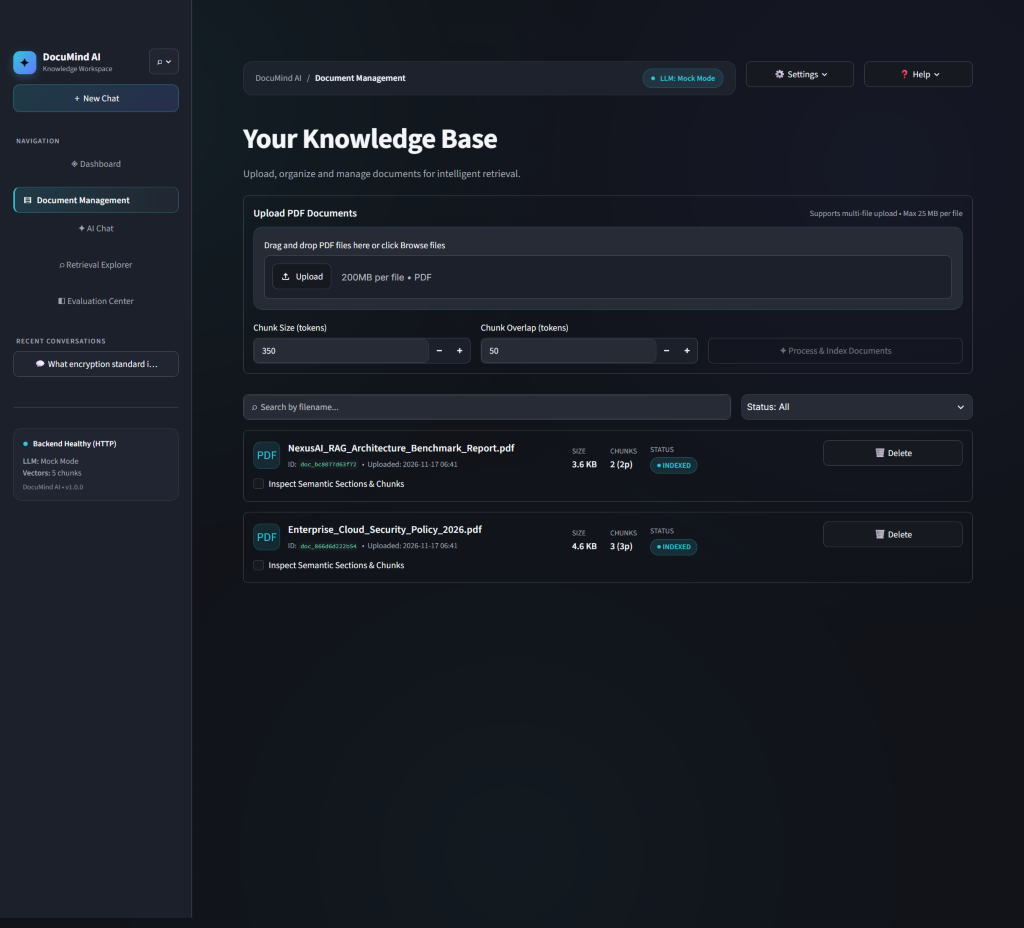 DocuMind AI
Knowledge Workspace
+ New Chat
NAVIGATION
Dashboard
Document Management
AI Chat
Retrieval Explorer
Evaluation Center
RECENT CONVERSATIONS
What encryption standard i...
Backend Healthy (HTTP)
LLM: Mock Mode
Vectors: 5 chunks
DocuMind AI • v1.0.0
DocuMind AI / Document Management
LLM: Mock Mode
Settings
Help
Your Knowledge Base
Upload, organize and manage documents for intelligent retrieval.
Upload PDF Documents
Supports multi-file upload • Max 25 MB per file
Drag and drop PDF files here or click Browse files
Upload
200MB per file • PDF
Chunk Size (tokens)
350
Chunk Overlap (tokens)
50
Process & Index Documents
Search by filename...
Status: All
PDF
NexusAI_RAG_Architecture_Benchmark_Report.pdf
ID: doc_bc8077d63f72 • Uploaded: 2026-11-17 06:41
SIZE
3.6 KB
CHUNKS
2 (2p)
STATUS
INDEXED
Delete
Inspect Semantic Sections & Chunks
PDF
Enterprise_Cloud_Security_Policy_2026.pdf
ID: doc_866d6d222b54 • Uploaded: 2026-11-17 06:41
SIZE
4.6 KB
CHUNKS
3 (3p)
STATUS
INDEXED
Delete
Inspect Semantic Sections & Chunks